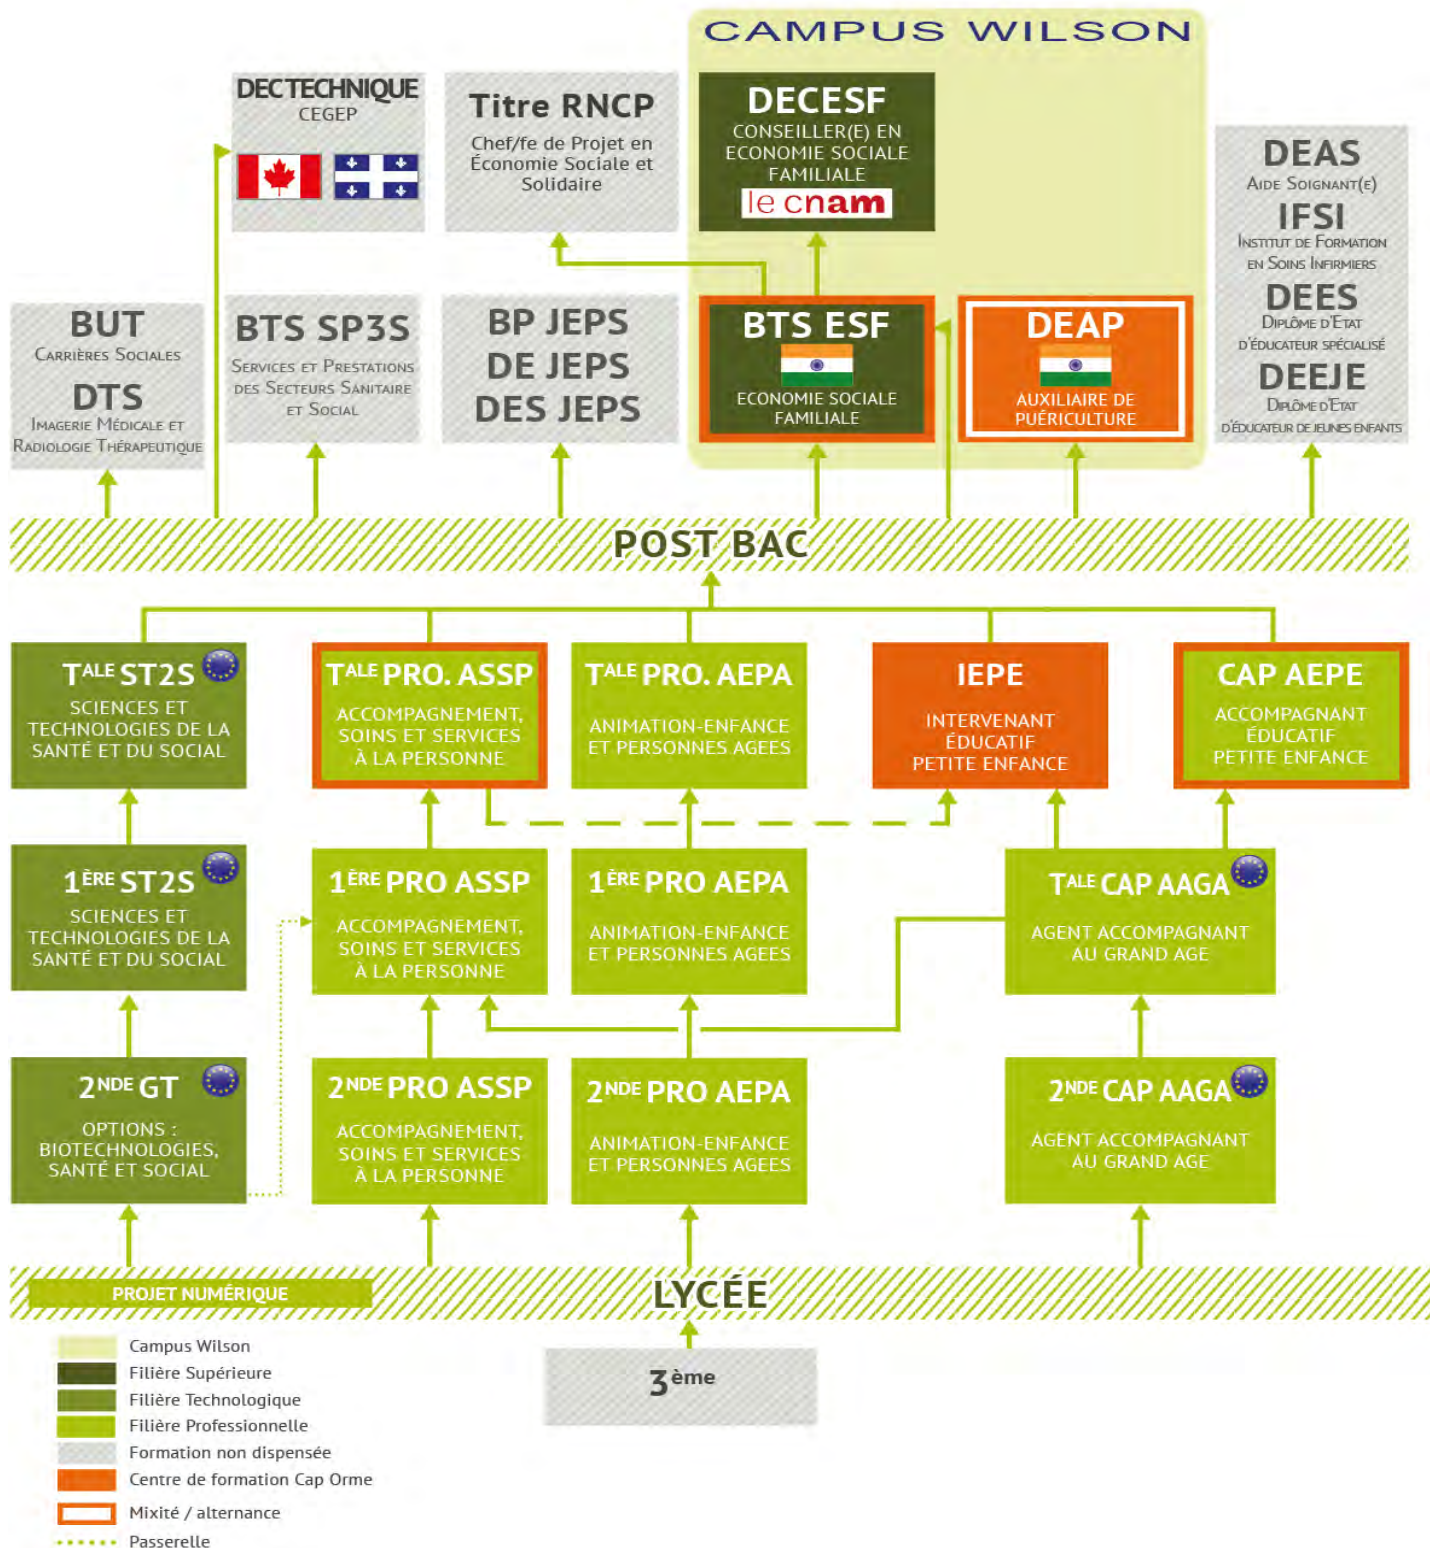 CAMPUS WILSON
DEC TECHNIQUE
CEGEP
Titre RNCP
Chef/fe de Projet en
Économie Sociale et
Solidaire
DECESF
CONSEILLER(E) EN
ECONOMIE SOCIALE
FAMILIALE
le cnam
DEAS
AIDE SOIGNANT(E)
IFSI
INSTITUT DE FORMATION
EN SOINS INFIRMIERS
DEES
DIPLÔME D'ETAT
D'ÉDUCATEUR SPÉCIALISÉ
DEEJE
DIPLÔME D'ETAT
D'ÉDUCATEUR DE JEUNES ENFANTS
BUT
CARRIÈRES SOCIALES
DTS
IMAGERIE MÉDICALE ET
RADIOLOGIE THÉRAPEUTIQUE
BTS SP3S
SERVICES ET PRESTATIONS
DES SECTEURS SANITAIRE
ET SOCIAL
BP JEPS
DE JEPS
DES JEPS
BTS ESF
ECONOMIE SOCIALE
FAMILIALE
DEAP
AUXILIAIRE DE
PUÉRICULTURE
POST BAC
TALE ST2S
SCIENCES ET
TECHNOLOGIES DE LA
SANTÉ ET DU SOCIAL
TALE PRO. ASSP
ACCOMPAGNEMENT,
SOINS ET SERVICES
À LA PERSONNE
TALE PRO. AEPA
ANIMATION-ENFANCE
ET PERSONNES AGEES
IEPE
INTERVENANT
ÉDUCATIF
PETITE ENFANCE
CAP AEPE
ACCOMPAGNANT
ÉDUCATIF
PETITE ENFANCE
1ÈRE ST2S
SCIENCES ET
TECHNOLOGIES DE LA
SANTÉ ET DU SOCIAL
1ÈRE PRO ASSP
ACCOMPAGNEMENT,
SOINS ET SERVICES
À LA PERSONNE
1ÈRE PRO AEPA
ANIMATION-ENFANCE
ET PERSONNES AGEES
TALE CAP AAGA
AGENT ACCOMPAGNANT
AU GRAND AGE
2NDE GT
OPTIONS :
BIOTECHNOLOGIES,
SANTÉ ET SOCIAL
2NDE PRO ASSP
ACCOMPAGNEMENT,
SOINS ET SERVICES
À LA PERSONNE
2NDE PRO AEPA
ANIMATION-ENFANCE
ET PERSONNES AGEES
2NDE CAP AAGA
AGENT ACCOMPAGNANT
AU GRAND AGE
PROJET NUMÉRIQUE
LYCÉE
3ème
Campus Wilson
Filière Supérieure
Filière Technologique
Filière Professionnelle
Formation non dispensée
Centre de formation Cap Orme
Mixité / alternance
Passerelle